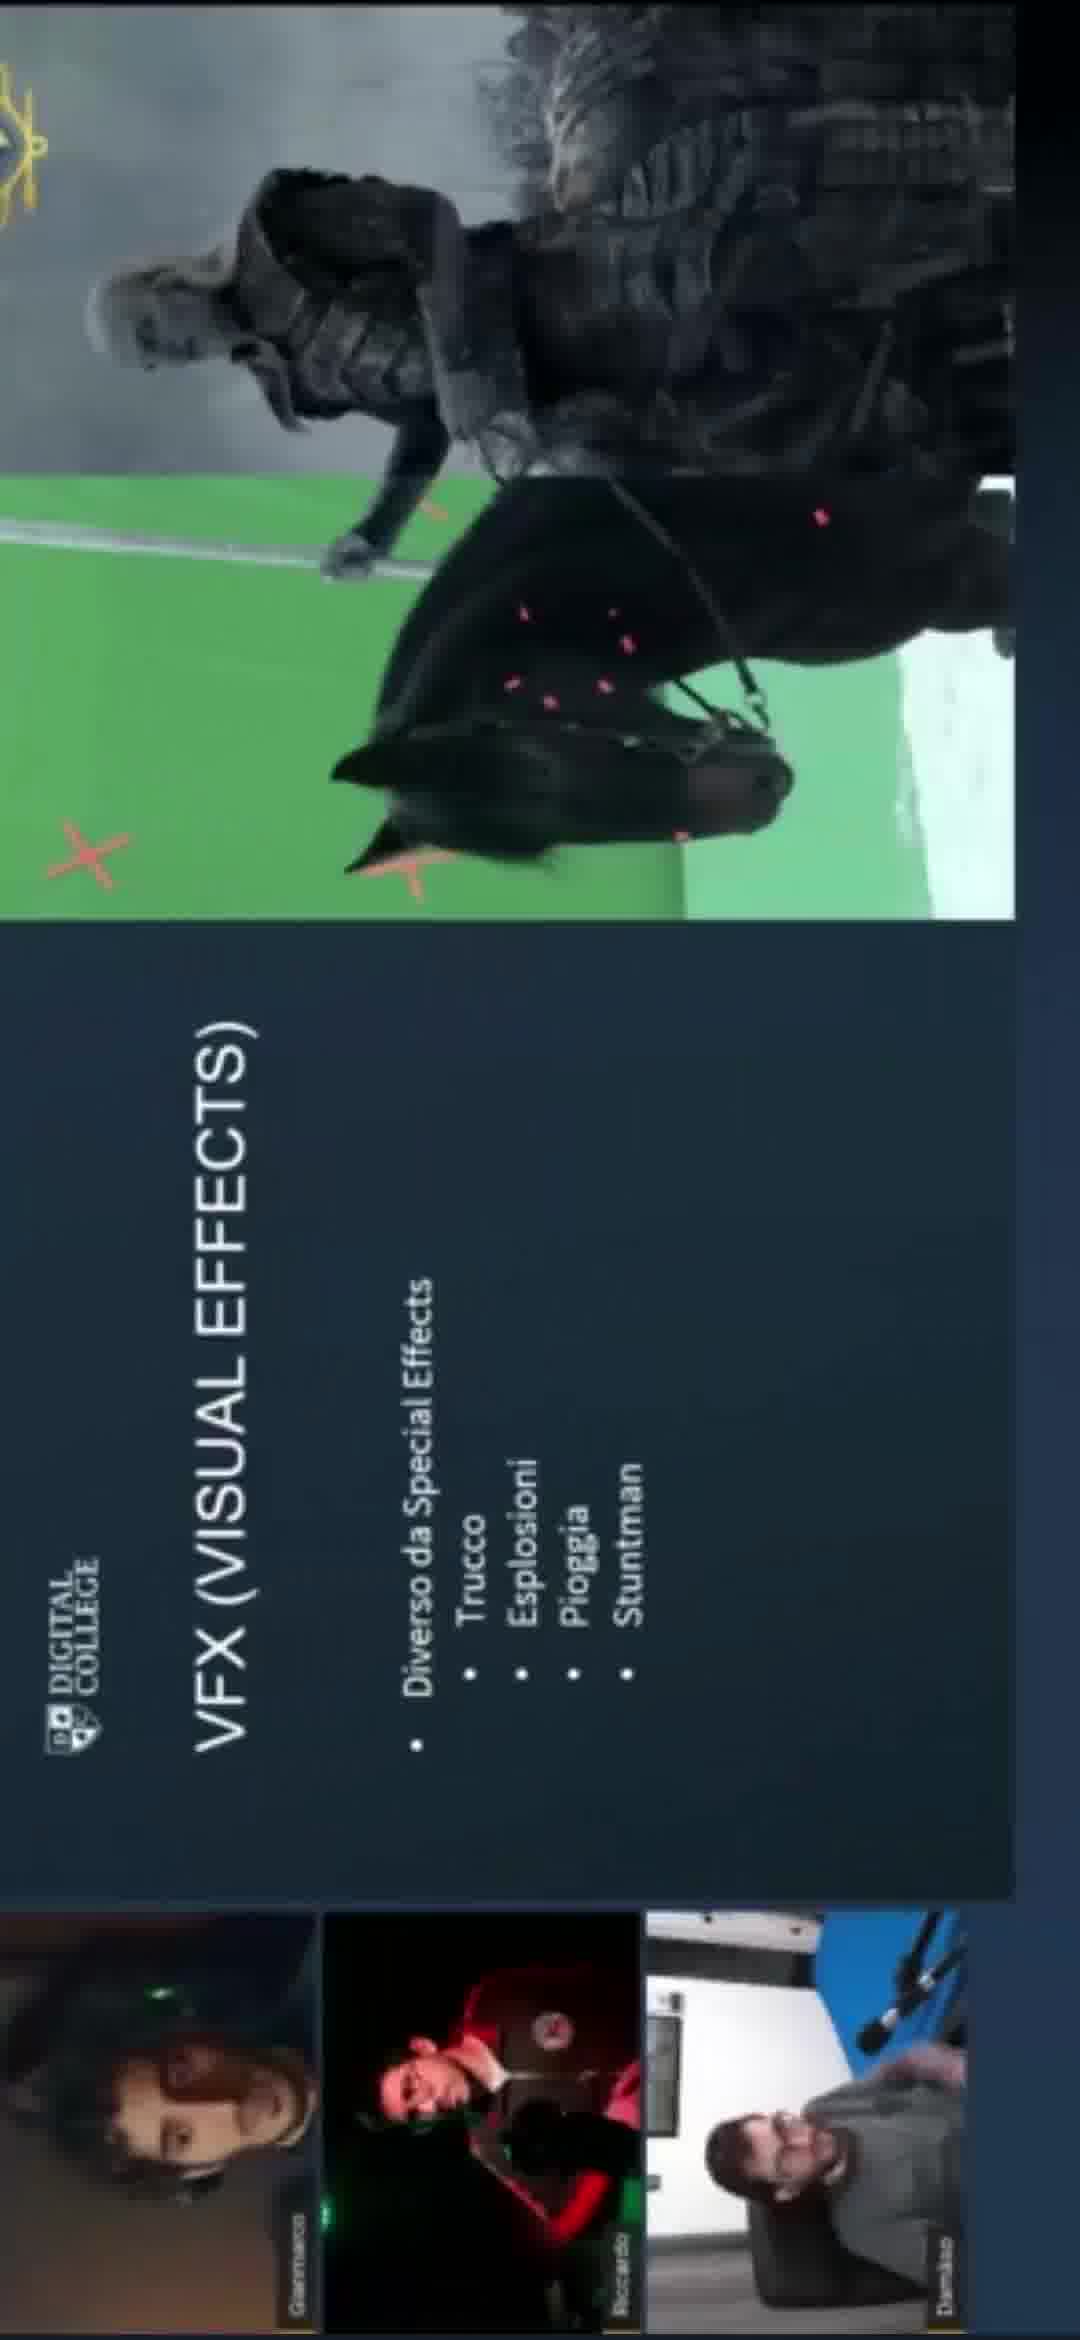 DIGITAL
COLLEGE
VFX (VISUAL EFFECTS)
• Diverso da Special Effects
• Trucco
• Esplosioni
• Pioggia
• Stuntman
Gianmarco
Riccardo
Damiano